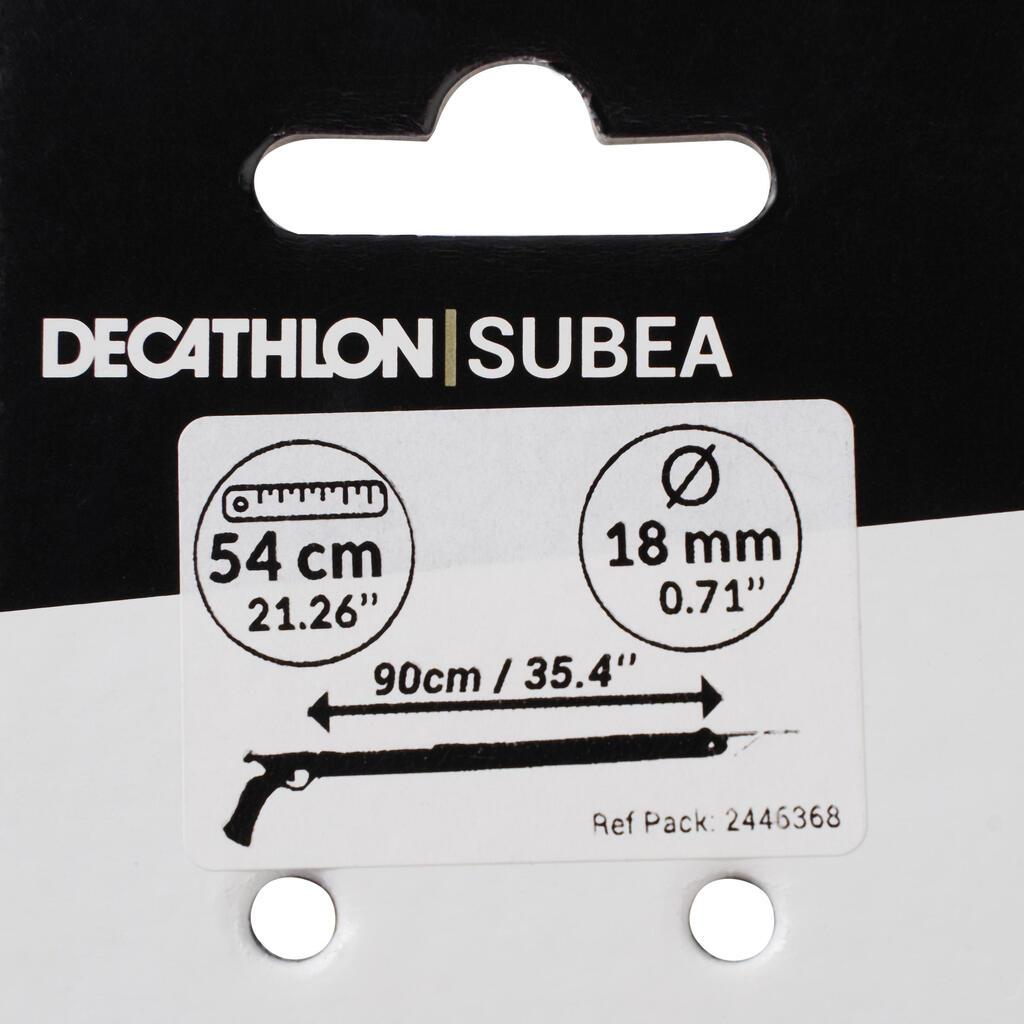 DECATHLON | SUBEA
54 cm
21.26’’
Ø
18 mm
0.71’’
90cm / 35.4’’
Ref Pack: 2446368